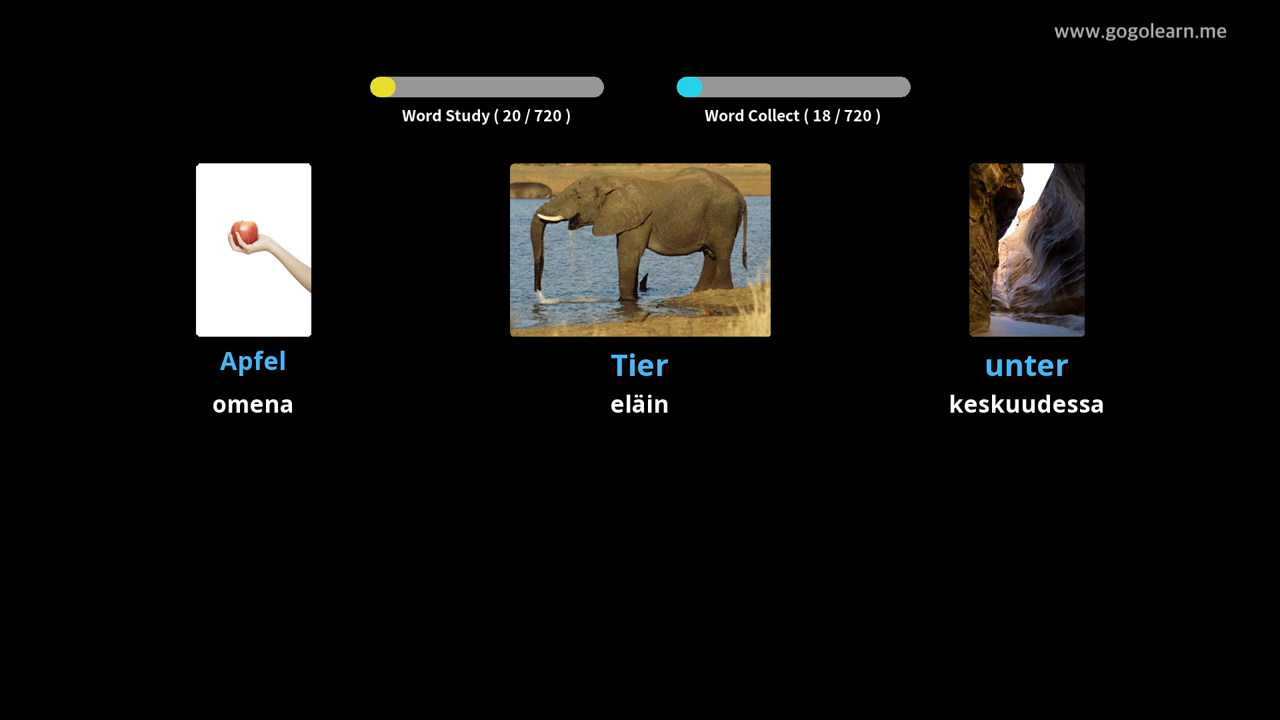 www.gogolearn.me
Word Study ( 20 / 720 )
Word Collect ( 18 / 720 )
Apfel
omena
Tier
eläin
unter
keskuudessa